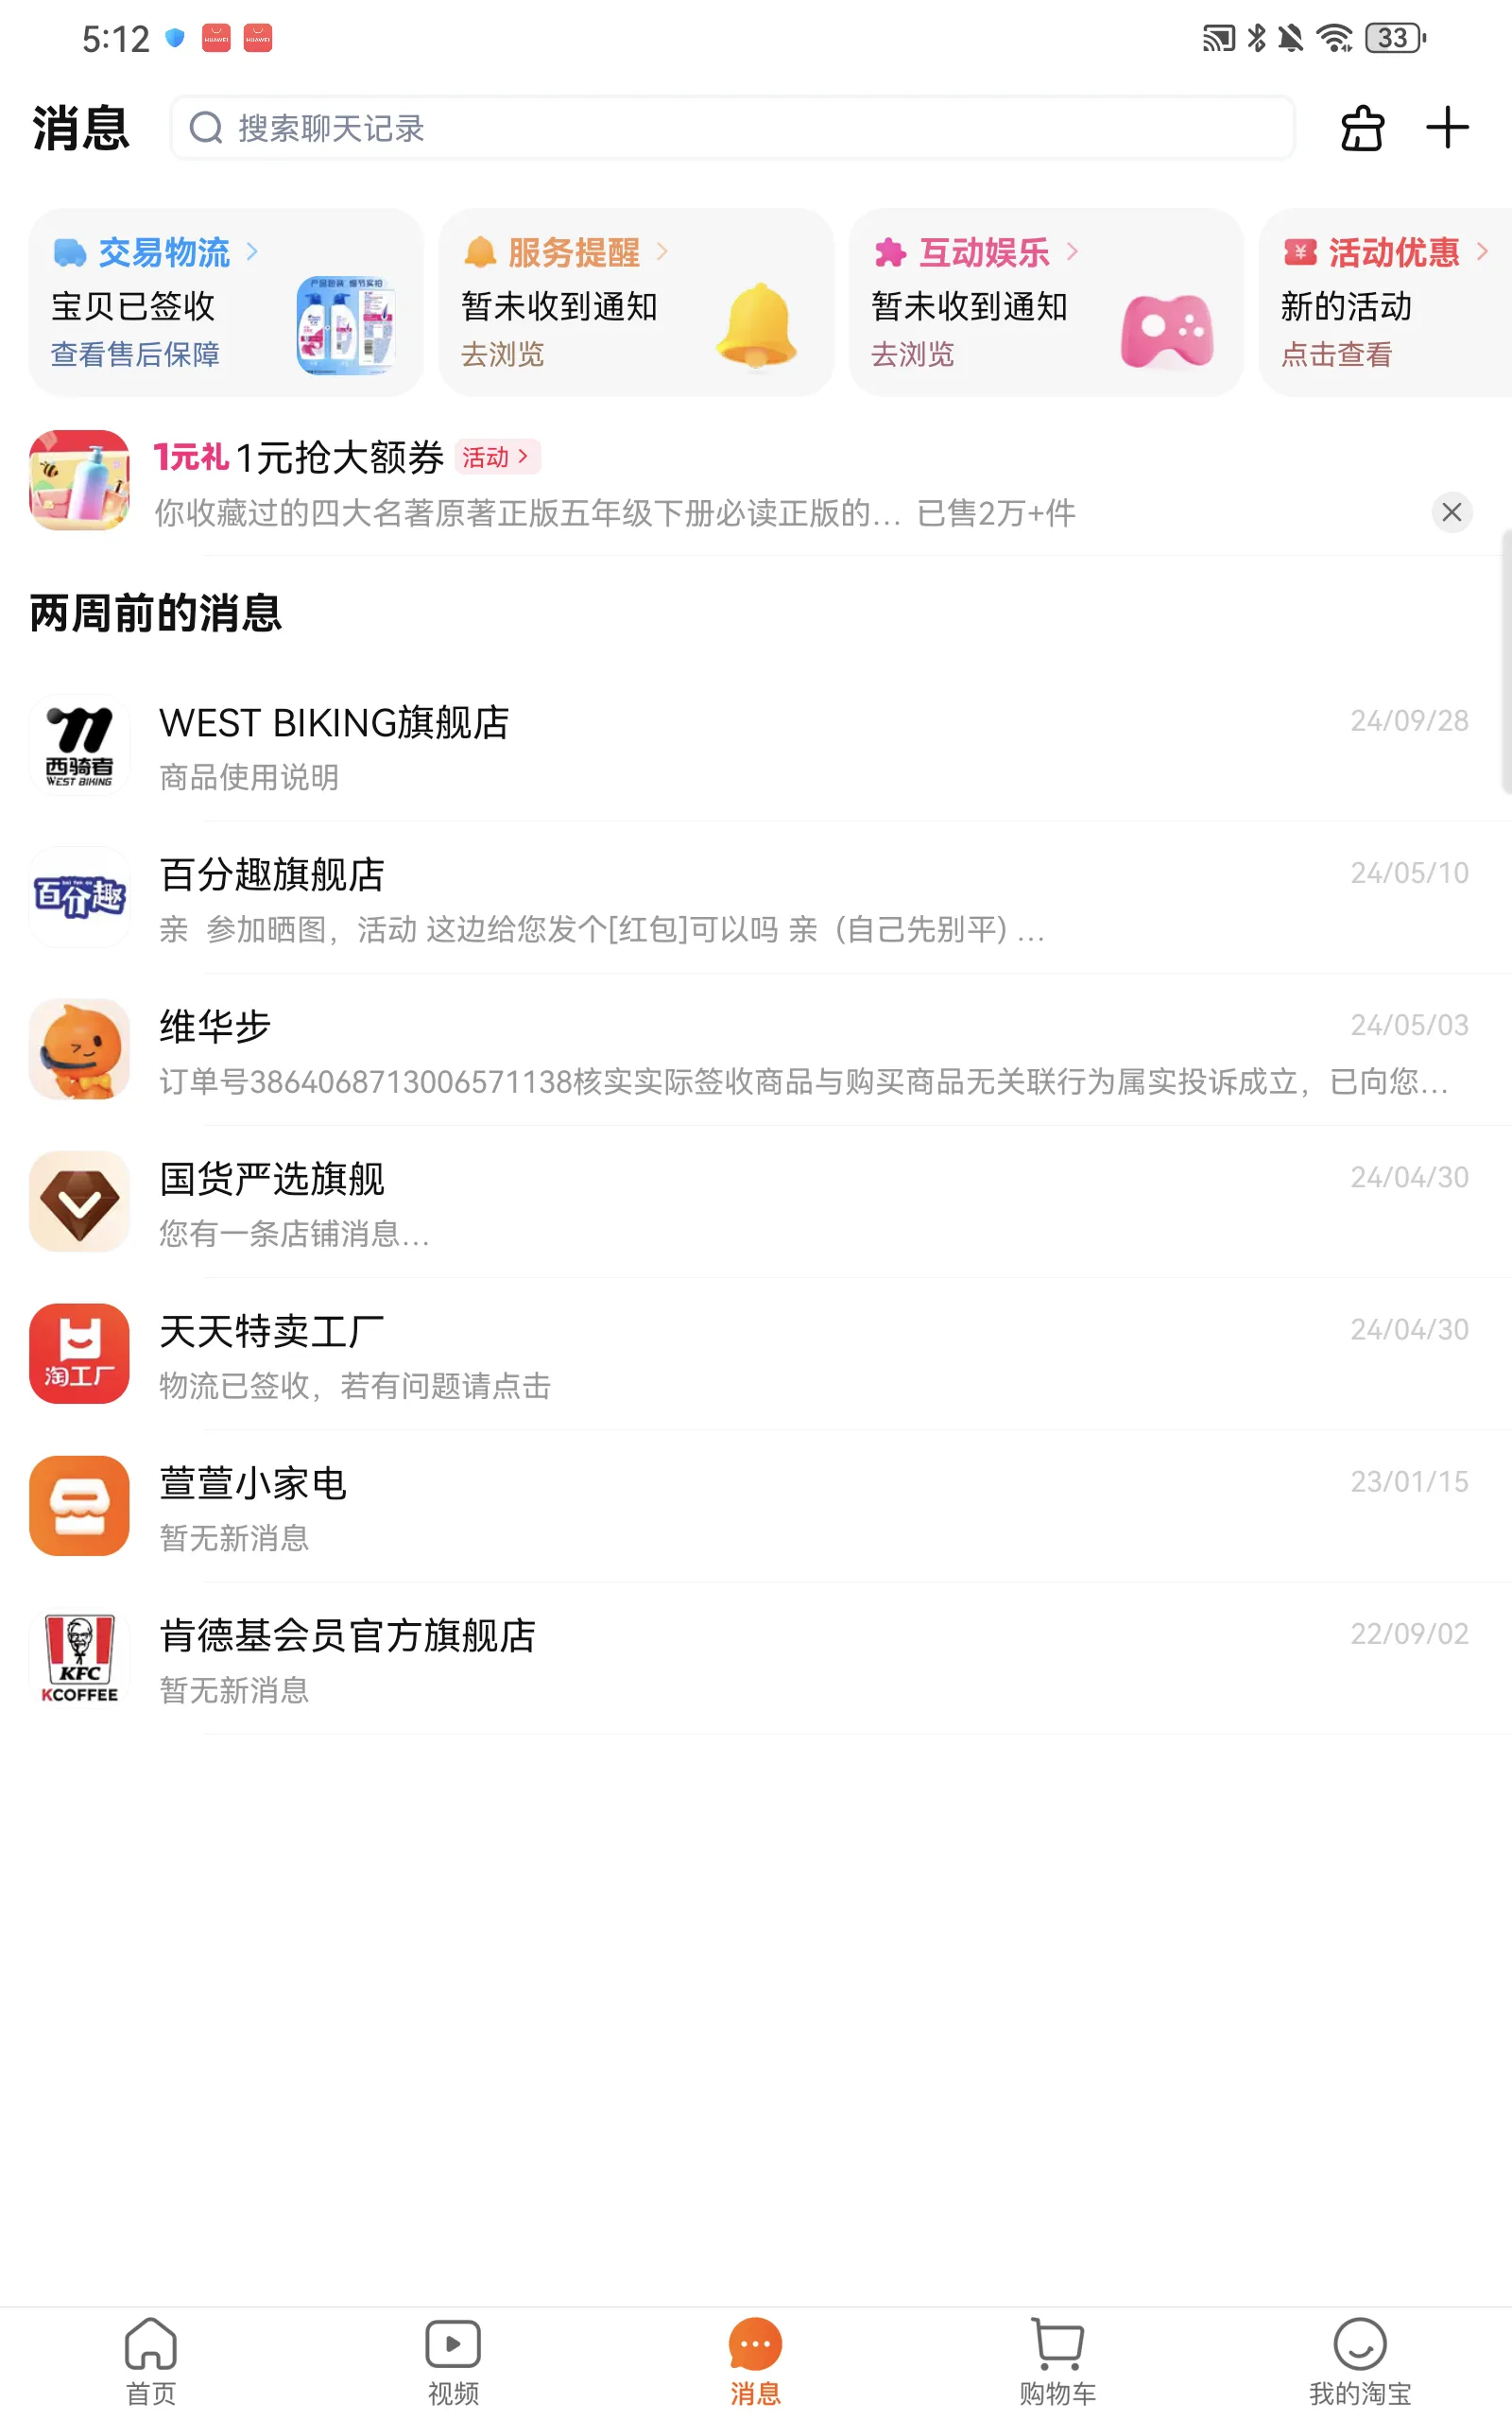 5:12
HUAWEI HUAWEI
33
消息
搜索聊天记录
交易物流
宝贝已签收
查看售后保障
产品包装 细节实拍
服务提醒
暂未收到通知
去浏览
互动娱乐
暂未收到通知
去浏览
活动优惠
新的活动
点击查看
1元礼 1元抢大额券 活动
你收藏过的四大名著原著正版五年级下册必读正版的... 已售2万+件
两周前的消息
西骑者
WEST BIKING
WEST BIKING旗舰店 24/09/28
商品使用说明
百分趣
百分趣旗舰店 24/05/10
亲 参加晒图，活动 这边给您发个[红包]可以吗 亲（自己先别平）...
维华步 24/05/03
订单号3864068713006571138核实实际签收商品与购买商品无关联行为属实投诉成立，已向您...
国货严选旗舰 24/04/30
您有一条店铺消息...
淘工厂
天天特卖工厂 24/04/30
物流已签收，若有问题请点击
萱萱小家电 23/01/15
暂无新消息
KFC
KCOFFEE
肯德基会员官方旗舰店 22/09/02
暂无新消息
首页
视频
消息
购物车
我的淘宝